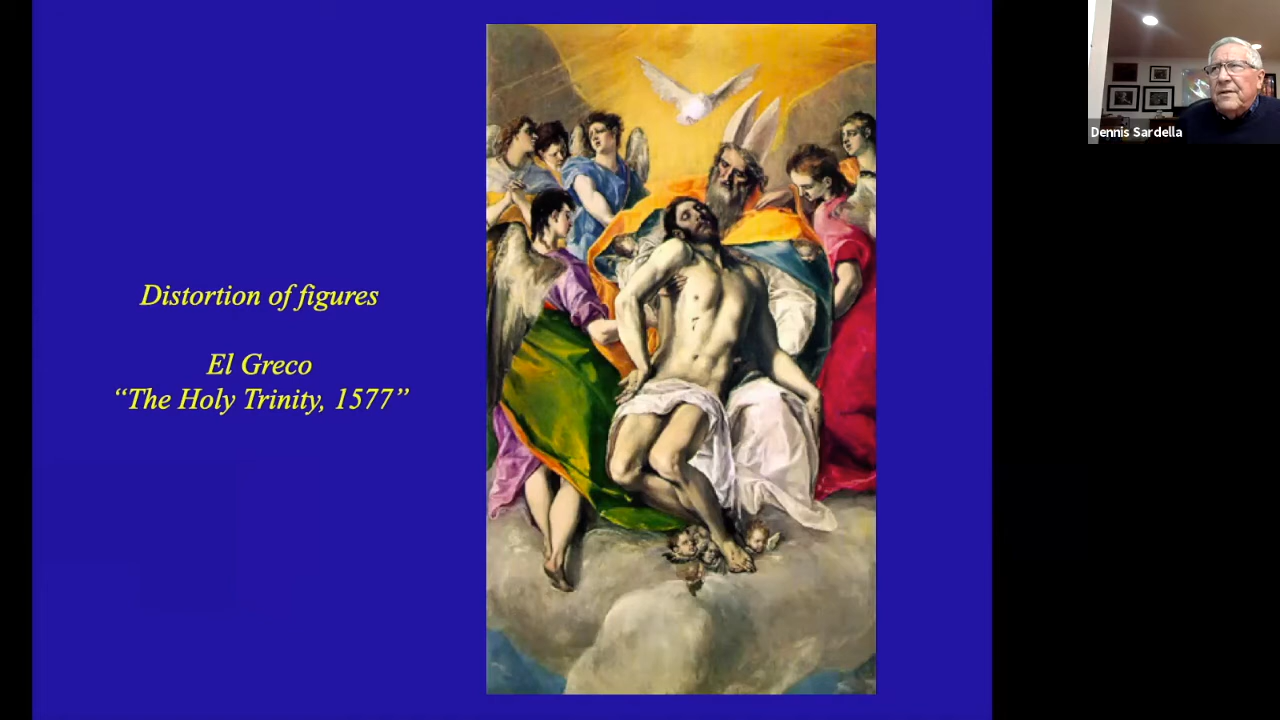 Distortion of figures
El Greco
“The Holy Trinity, 1577”
Dennis Sardella